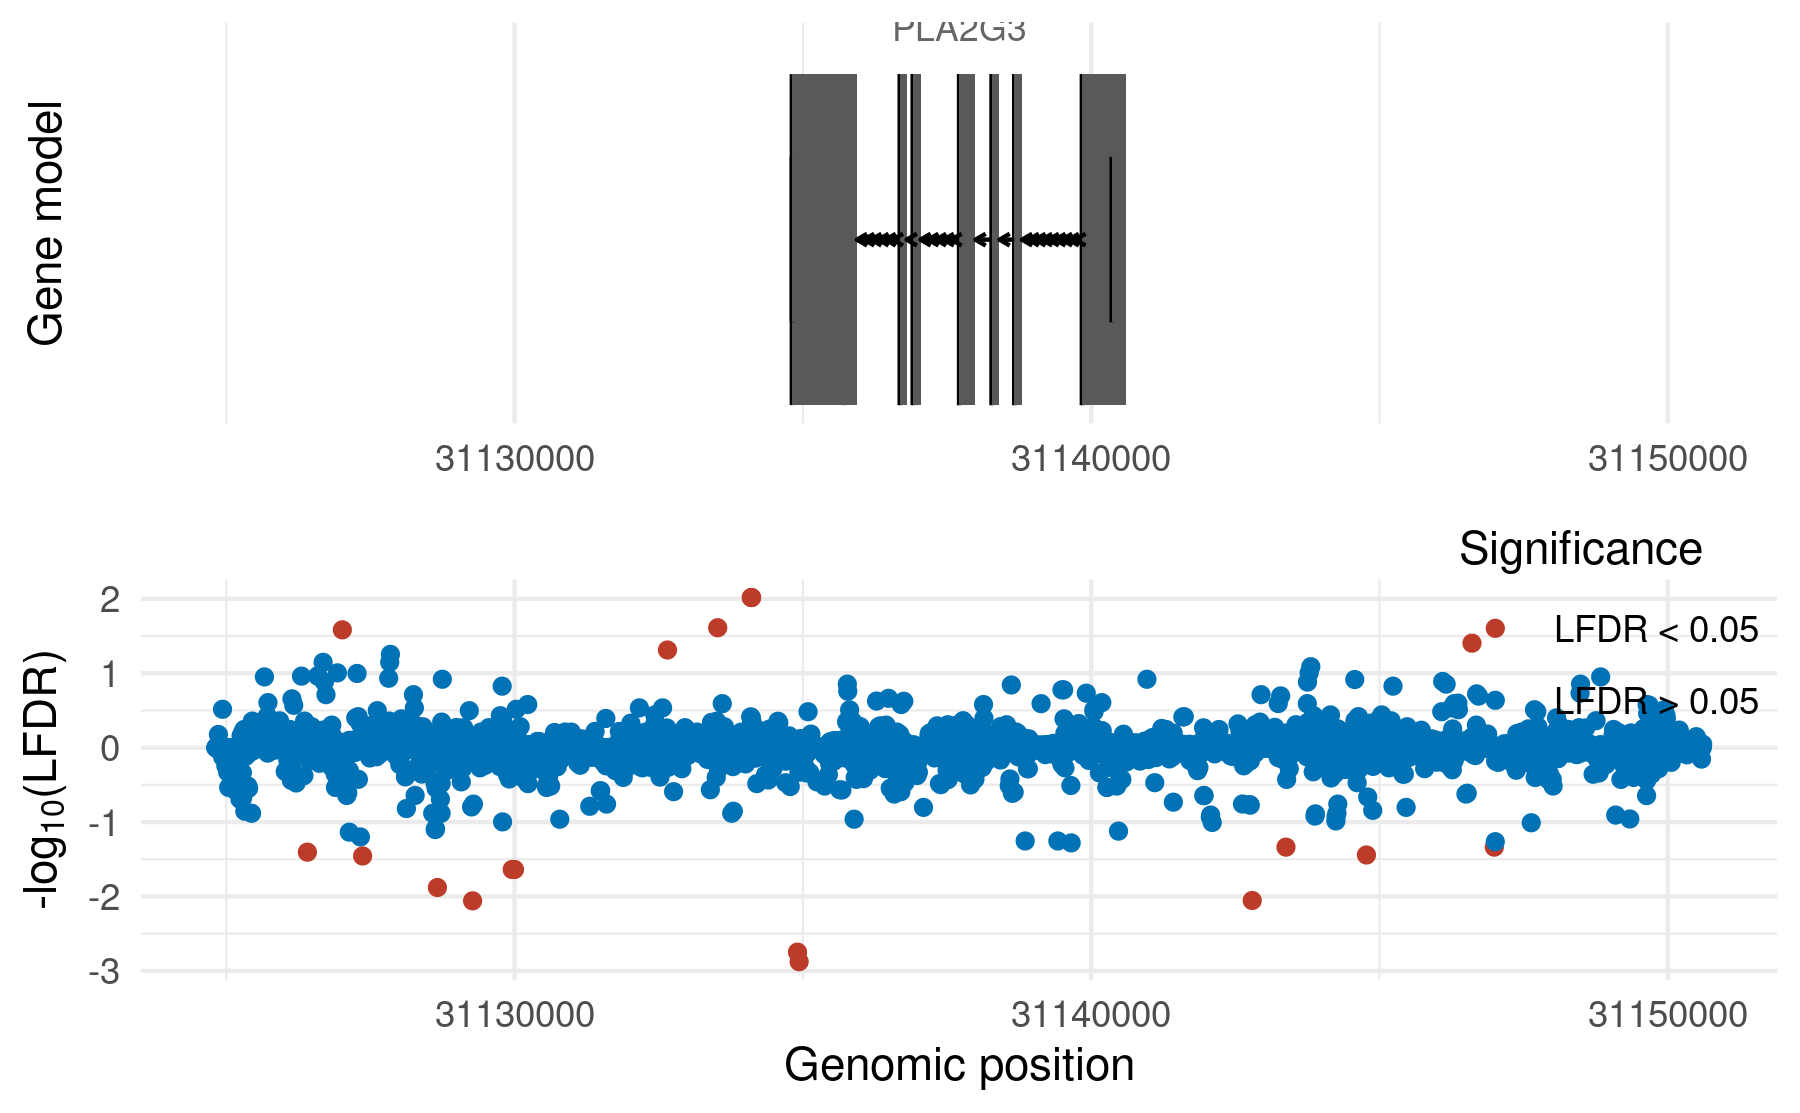 PLA2G3
Gene model
31130000 31140000 31150000
Significance
LFDR < 0.05
LFDR > 0.05
2
1
0
-1
-2
-3
-log10(LFDR)
31130000 31140000 31150000
Genomic position